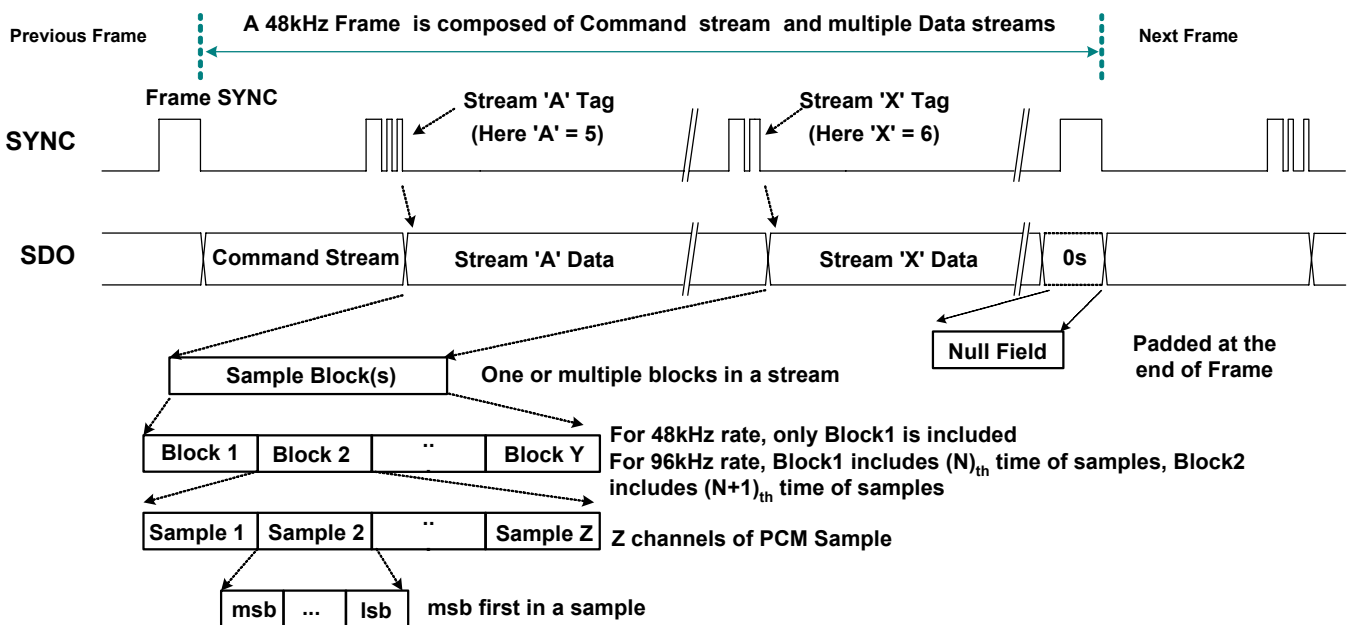 A 48kHz Frame is composed of Command stream and multiple Data streams
Previous Frame
Next Frame
Frame SYNC
Stream 'A' Tag
(Here 'A' = 5)
Stream 'X' Tag
(Here 'X' = 6)
SYNC
SDO
Command Stream
Stream 'A' Data
Stream 'X' Data
0s
Null Field
Padded at the
end of Frame
Sample Block(s)
One or multiple blocks in a stream
Block 1
Block 2
..
Block Y
For 48kHz rate, only Block1 is included
For 96kHz rate, Block1 includes (N)th time of samples, Block2
includes (N+1)th time of samples
Sample 1
Sample 2
..
Sample Z
Z channels of PCM Sample
msb
...
lsb
msb first in a sample